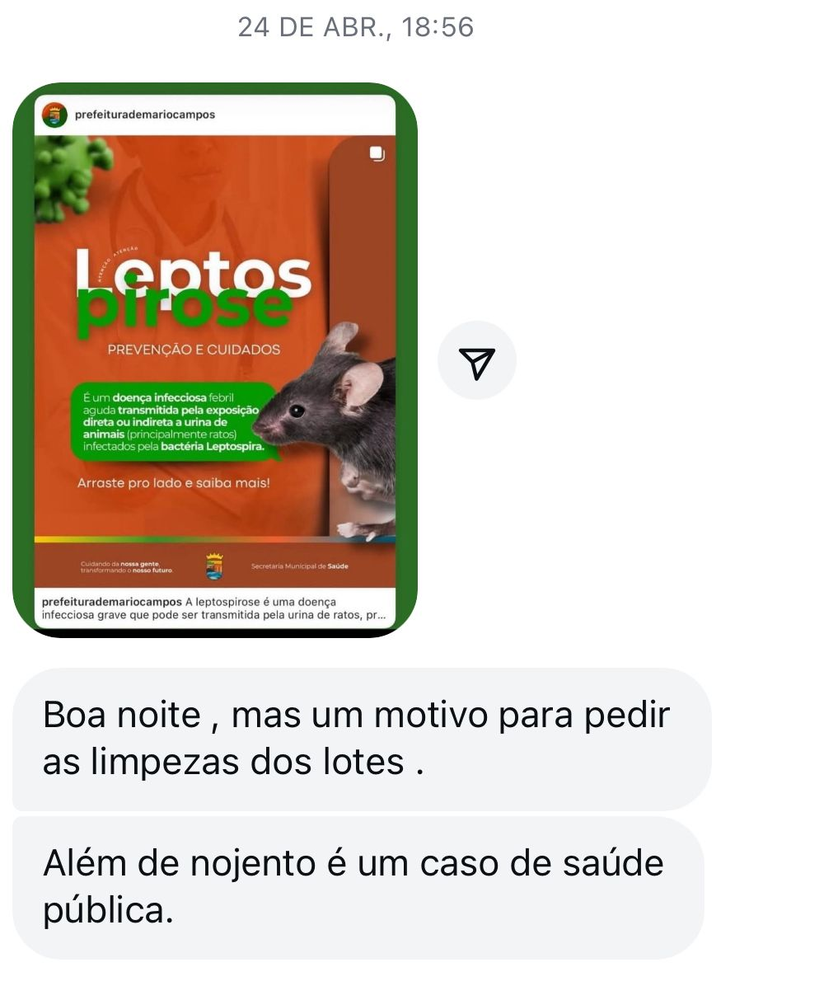 24 DE ABR., 18:56
prefeiturademariocampos
ATENÇÃO ATENÇÃO
Leptos
pirose
PREVENÇÃO E CUIDADOS
É um doença infecciosa febril
aguda transmitida pela exposição
direta ou indireta a urina de
animais (principalmente ratos)
infectados pela bactéria Leptospira.
Arraste pro lado e saiba mais!
Cuidando da nossa gente,
transformando o nosso futuro.
Secretaria Municipal de Saúde
prefeiturademariocampos A leptospirose é uma doença
infecciosa grave que pode ser transmitida pela urina de ratos, pr...
Boa noite , mas um motivo para pedir
as limpezas dos lotes .
Além de nojento é um caso de saúde
pública.